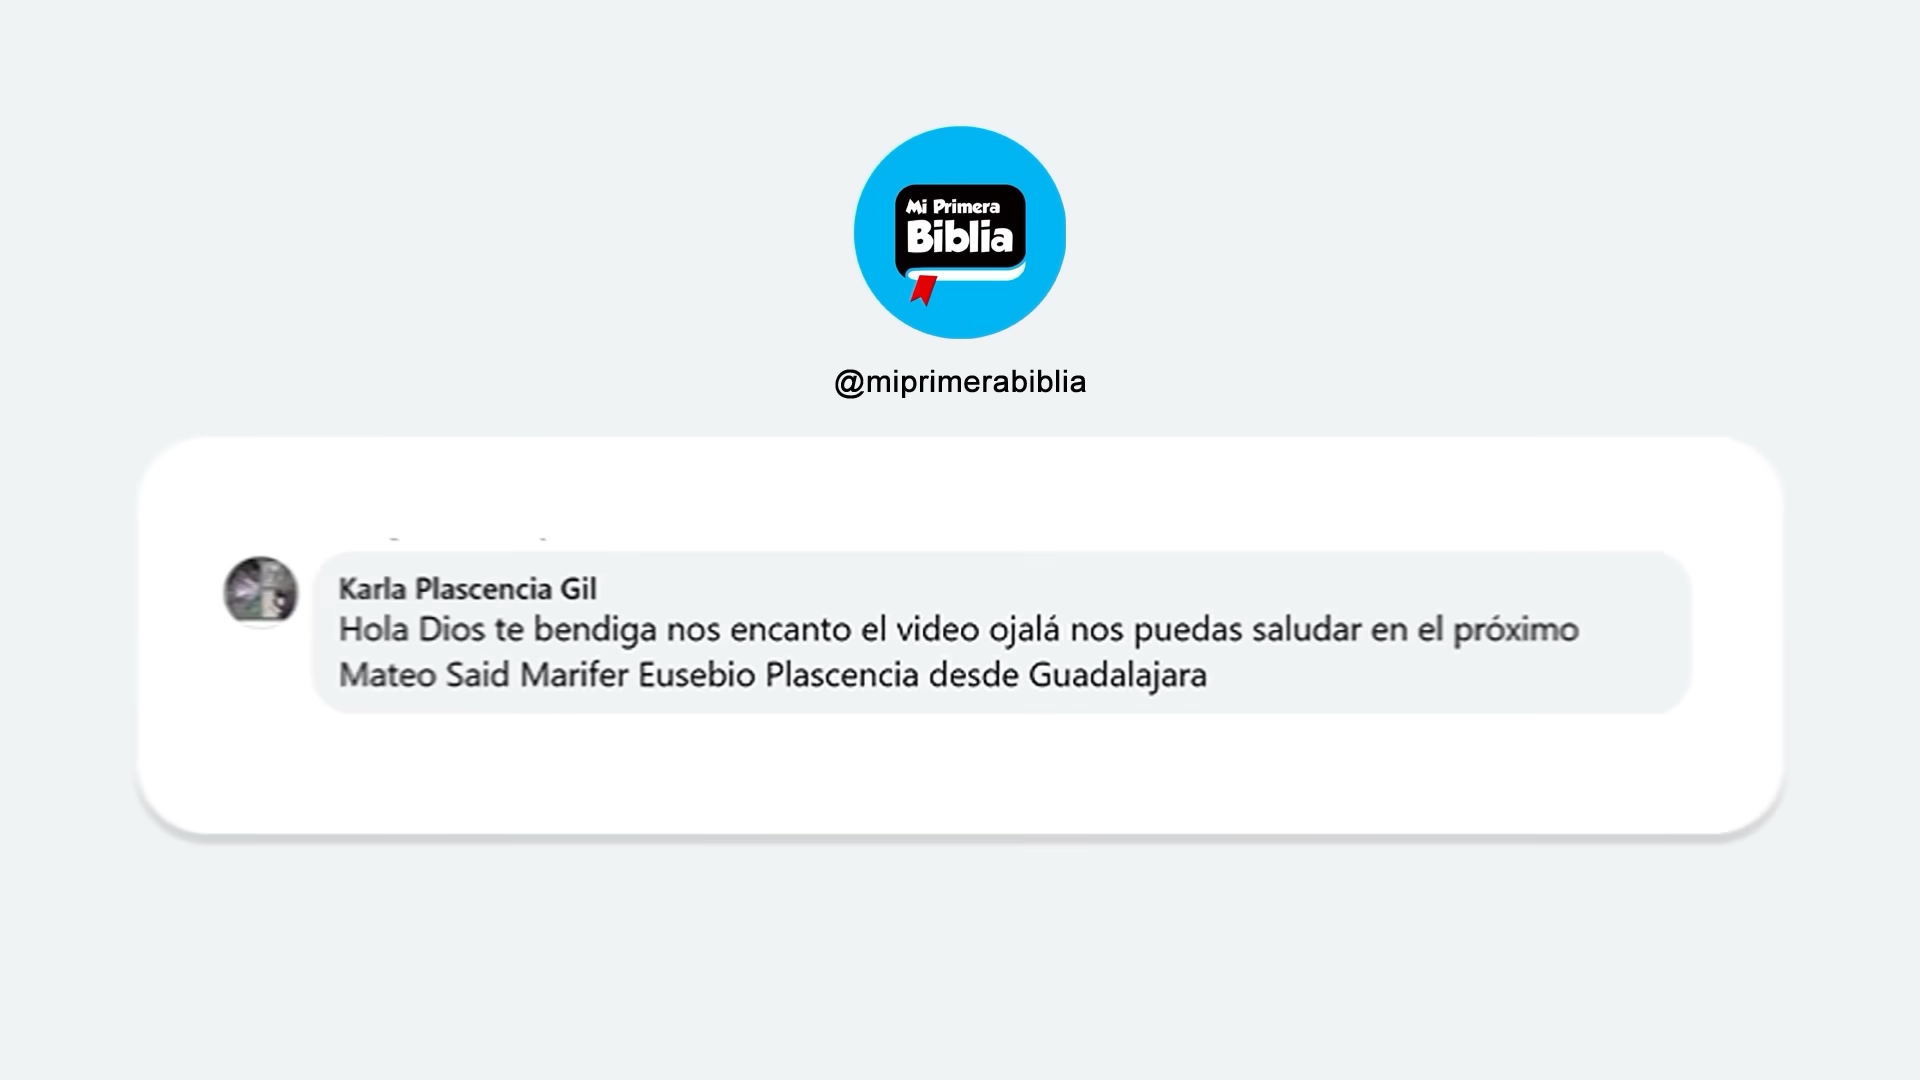 Mi Primera
Biblia
@miprimerabiblia
Karla Plascencia Gil
Hola Dios te bendiga nos encanto el video ojalá nos puedas saludar en el próximo
Mateo Said Marifer Eusebio Plascencia desde Guadalajara